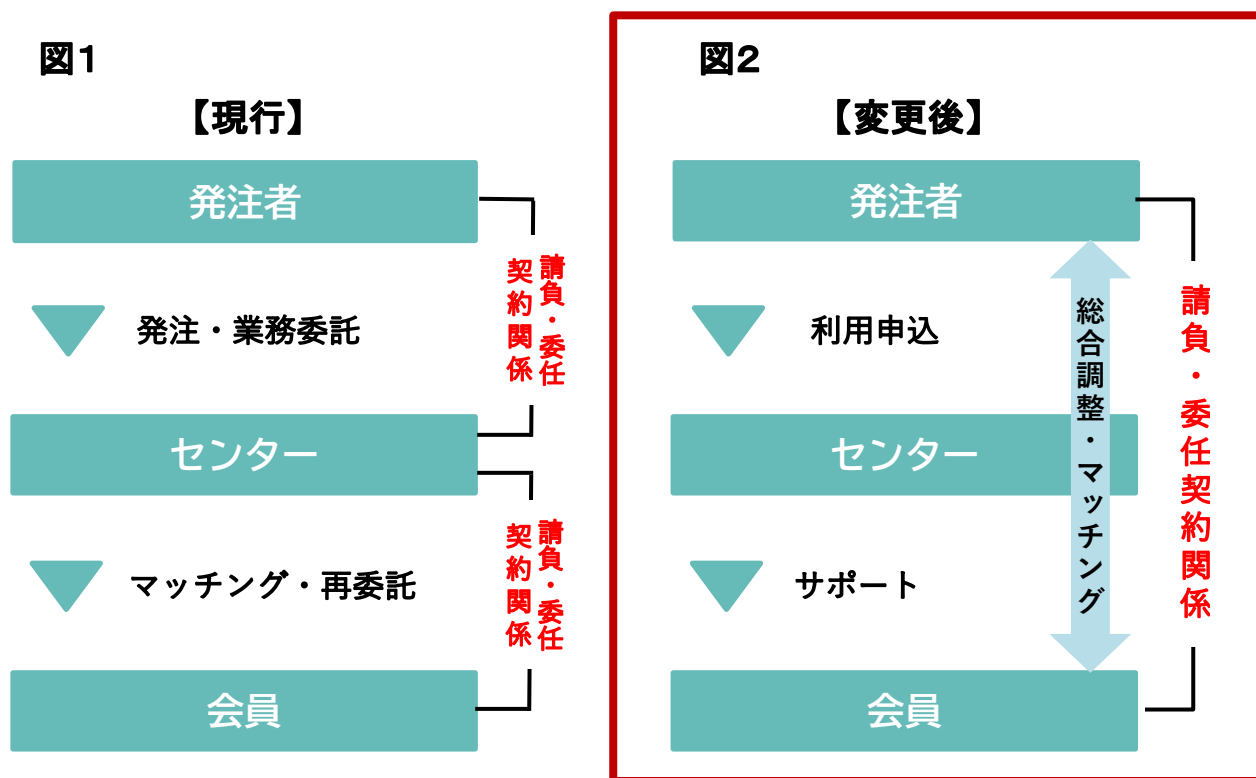 図1
【現行】
発注者
発注・業務委託
請負・委任
契約関係
センター
マッチング・再委託
請負・委任
契約関係
会員
図2
【変更後】
発注者
利用申込
センター
サポート
総合調整・マッチング
請負・委任契約関係
会員